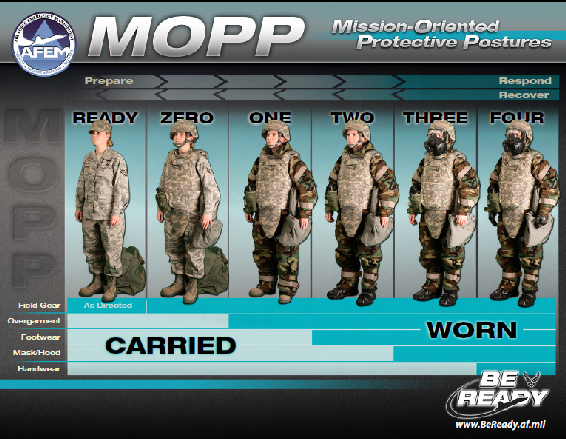 AFEM
MOPP
Mission-Oriented
Protective Postures
Prepare
Respond
Recover
MOPP
READY ZERO ONE TWO THREE FOUR
Field Gear
As Directed
Overgarment
Footwear
Mask/Hood
Handwear
CARRIED
WORN
BE
READY
www.BeReady.af.mil